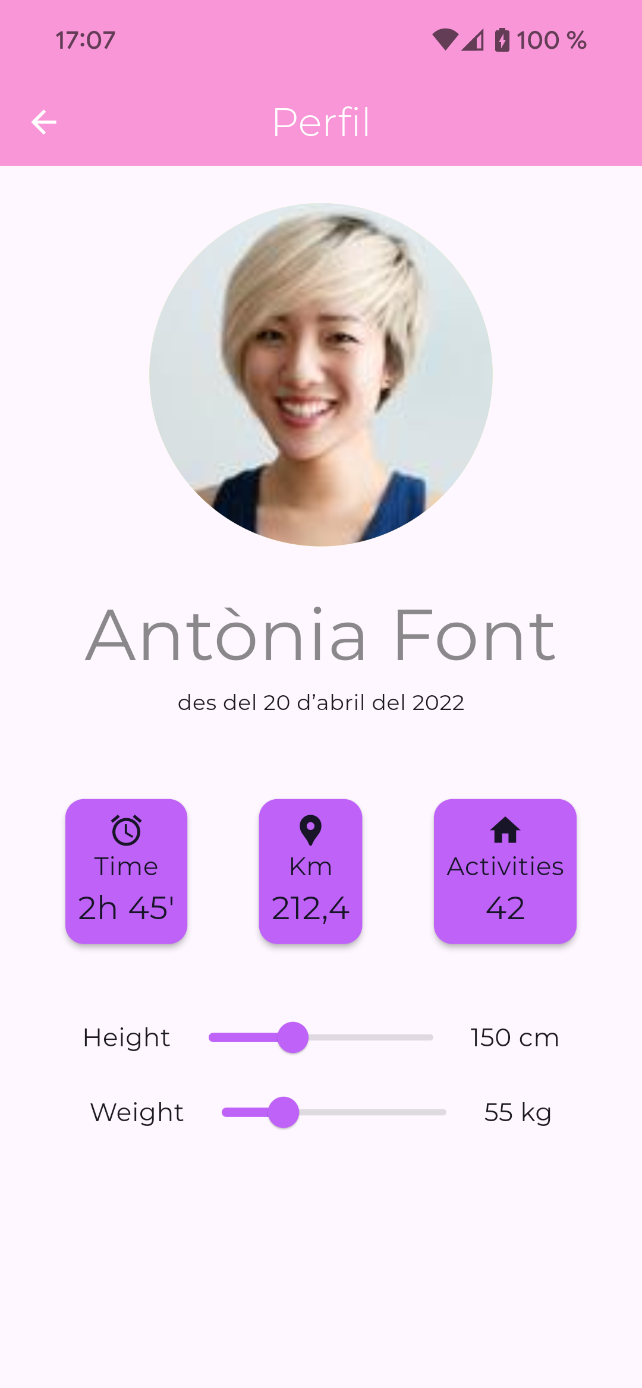 17:07 100 %
Perfil
Antònia Font
des del 20 d’abril del 2022
Time Km Activities
2h 45' 212,4 42
Height 150 cm
Weight 55 kg